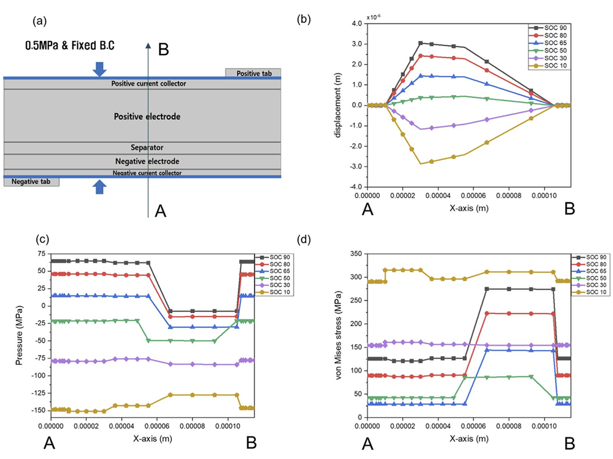 (a)
0.5MPa & Fixed B.C
B
Positive tab
Positive current collector
Positive electrode
Separator
Negative electrode
Negative current collector
Negative tab
A
(b)
×10⁻⁶
4.0
3.0
2.0
1.0
0.0
-1.0
-2.0
-3.0
-4.0
displacement (m)
SOC 90
SOC 80
SOC 65
SOC 50
SOC 30
SOC 10
0.00000 0.00002 0.00004 0.00006 0.00008 0.00010
A X-axis (m) B
(c)
75
50
25
0
-25
-50
-75
-100
-125
-150
Pressure (MPa)
SOC 90
SOC 80
SOC 65
SOC 50
SOC 30
SOC 10
0.00000 0.00002 0.00004 0.00006 0.00008 0.00010
A X-axis (m) B
(d)
350
300
250
200
150
100
50
0
von Mises stress (MPa)
SOC 90
SOC 80
SOC 65
SOC 50
SOC 30
SOC 10
0.00000 0.00002 0.00004 0.00006 0.00008 0.00010
A X-axis (m) B